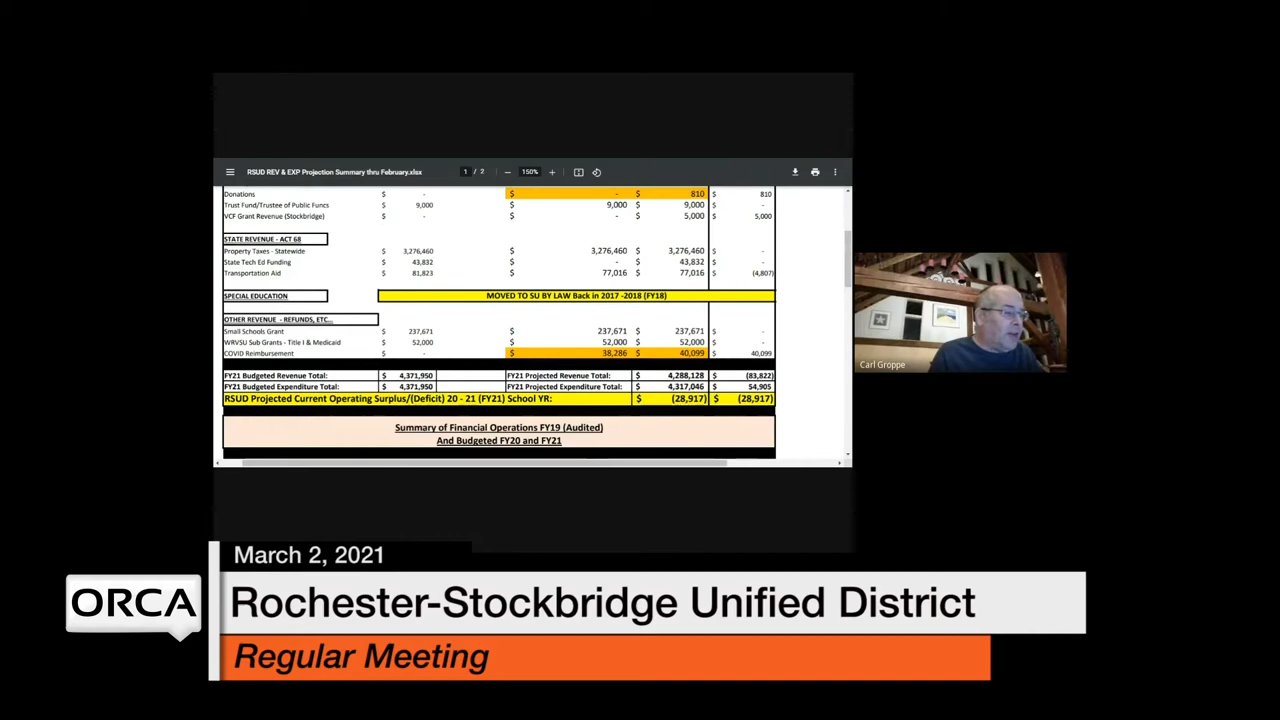 RSUD REV & EXP Projection Summary thru February.xlsx 1 / 2 150%
Donations $ - $ - $ 810 $ 810
Trust Fund/Trustee of Public Funcs $ 9,000 $ 9,000 $ 9,000 $ -
VCF Grant Revenue (Stockbridge) $ - $ - $ 5,000 $ 5,000
STATE REVENUE - ACT 68
Property Taxes - Statewide $ 3,276,460 $ 3,276,460 $ 3,276,460 $ -
State Tech Ed Funding $ 43,832 $ - $ 43,832 $ -
Transportation Aid $ 81,823 $ 77,016 $ 77,016 $ (4,807)
SPECIAL EDUCATION MOVED TO SU BY LAW Back in 2017 -2018 (FY18)
OTHER REVENUE - REFUNDS, ETC...
Small Schools Grant $ 237,671 $ 237,671 $ 237,671 $ -
WRVSU Sub Grants - Title I & Medicaid $ 52,000 $ 52,000 $ 52,000 $ -
COVID Reimbursement $ - $ 38,286 $ 40,099 $ 40,099
FY21 Budgeted Revenue Total: $ 4,371,950 FY21 Projected Revenue Total: $ 4,288,128 $ (83,822)
FY21 Budgeted Expenditure Total: $ 4,371,950 FY21 Projected Expenditure Total: $ 4,317,046 $ 54,905
RSUD Projected Current Operating Surplus/(Deficit) 20 - 21 (FY21) School YR: $ (28,917) $ (28,917)
Summary of Financial Operations FY19 (Audited)
And Budgeted FY20 and FY21
Carl Groppe
March 2, 2021
ORCA
Rochester-Stockbridge Unified District
Regular Meeting